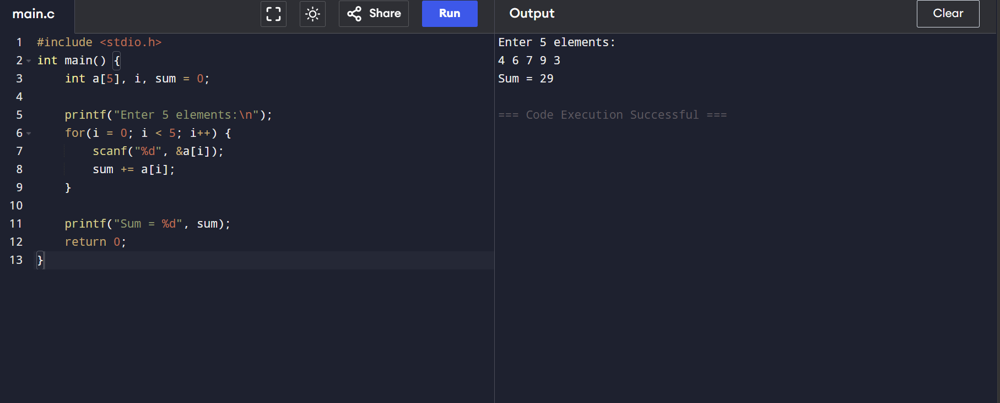 main.c
Share
Run
Output
Clear
1 #include <stdio.h>
2 int main() {
3     int a[5], i, sum = 0;
4
5     printf("Enter 5 elements:\n");
6     for(i = 0; i < 5; i++) {
7         scanf("%d", &a[i]);
8         sum += a[i];
9     }
10
11     printf("Sum = %d", sum);
12     return 0;
13 }
Enter 5 elements:
4 6 7 9 3
Sum = 29
=== Code Execution Successful ===